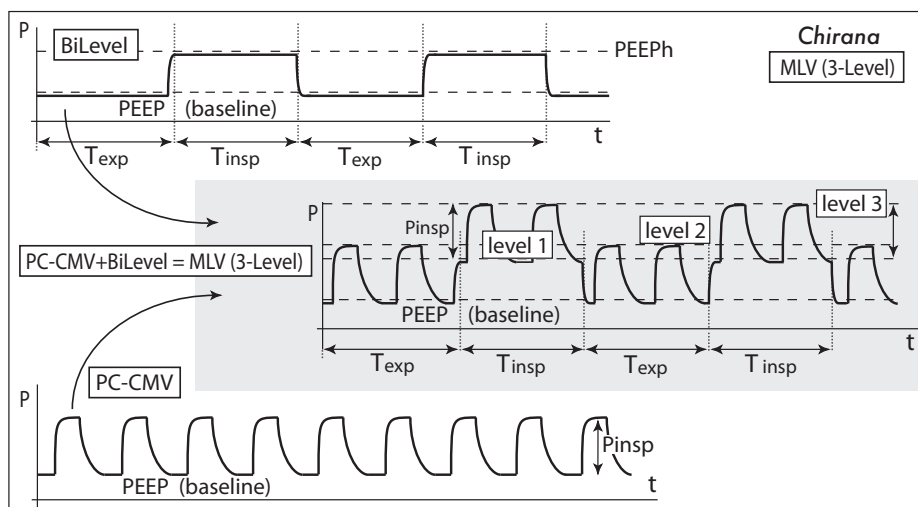 P
BiLevel
PEEPh
Chirana
MLV (3-Level)
PEEP (baseline)
t
Texp Tinsp Texp Tinsp
P
Pinsp
level 1
level 2
level 3
PC-CMV+BiLevel = MLV (3-Level)
PEEP (baseline)
t
Texp Tinsp Texp Tinsp
PC-CMV
P
Pinsp
PEEP (baseline)
t